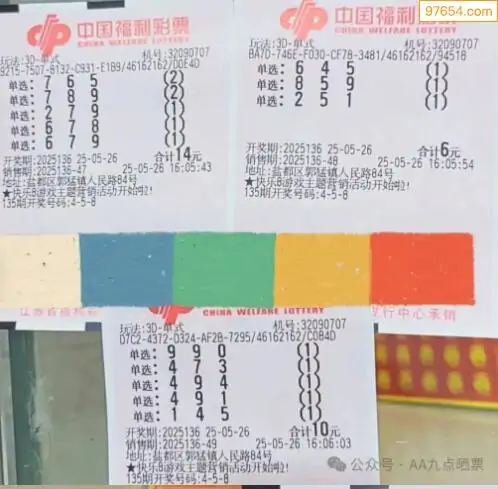 97654.com
中国福利彩票
CHINA WELFARE LOTTERY
玩法:3D-单式 机号:32090707
9215-7507-8132-C931-E1B9/46162162/D0E4D
单选: 7 6 5 (2)
单选: 7 8 9 (2)
单选: 2 7 9 (1)
单选: 6 7 8 (1)
单选: 6 7 9 (1)
合计14元
开奖期:2025136 25-05-26
销售期:2025136-47 25-05-26 16:05:43
地址:盐都区郭猛镇人民路84号
★快乐8游戏主题营销活动开始啦!
135期开奖号码:4-5-8
中国福利彩票
CHINA WELFARE LOTTERY
玩法:3D-单式 机号:32090707
BA70-746E-F030-CF78-3481/46162162/94518
单选: 6 4 5 (1)
单选: 8 5 9 (1)
单选: 2 5 1 (1)
合计6元
开奖期:2025136 25-05-26
销售期:2025136-48 25-05-26 16:05:54
地址:盐都区郭猛镇人民路84号
★快乐8游戏主题营销活动开始啦!
135期开奖号码:4-5-8
行中心承销
CHINA WELFARE LOTTERY
玩法:3D-单式 机号:32090707
D7C2-4372-D324-AF2B-7295/46162162/C084D
单选: 9 9 0 (1)
单选: 4 7 3 (1)
单选: 4 9 4 (1)
单选: 4 9 1 (1)
单选: 1 4 5 (1)
合计10元
开奖期:2025136 25-05-26
销售期:2025136-49 25-05-26 16:06:03
地址:盐都区郭猛镇人民路84号
★快乐8游戏主题营销活动开始啦!
135期开奖号码:4-5-8
公众号·AA九点晒票